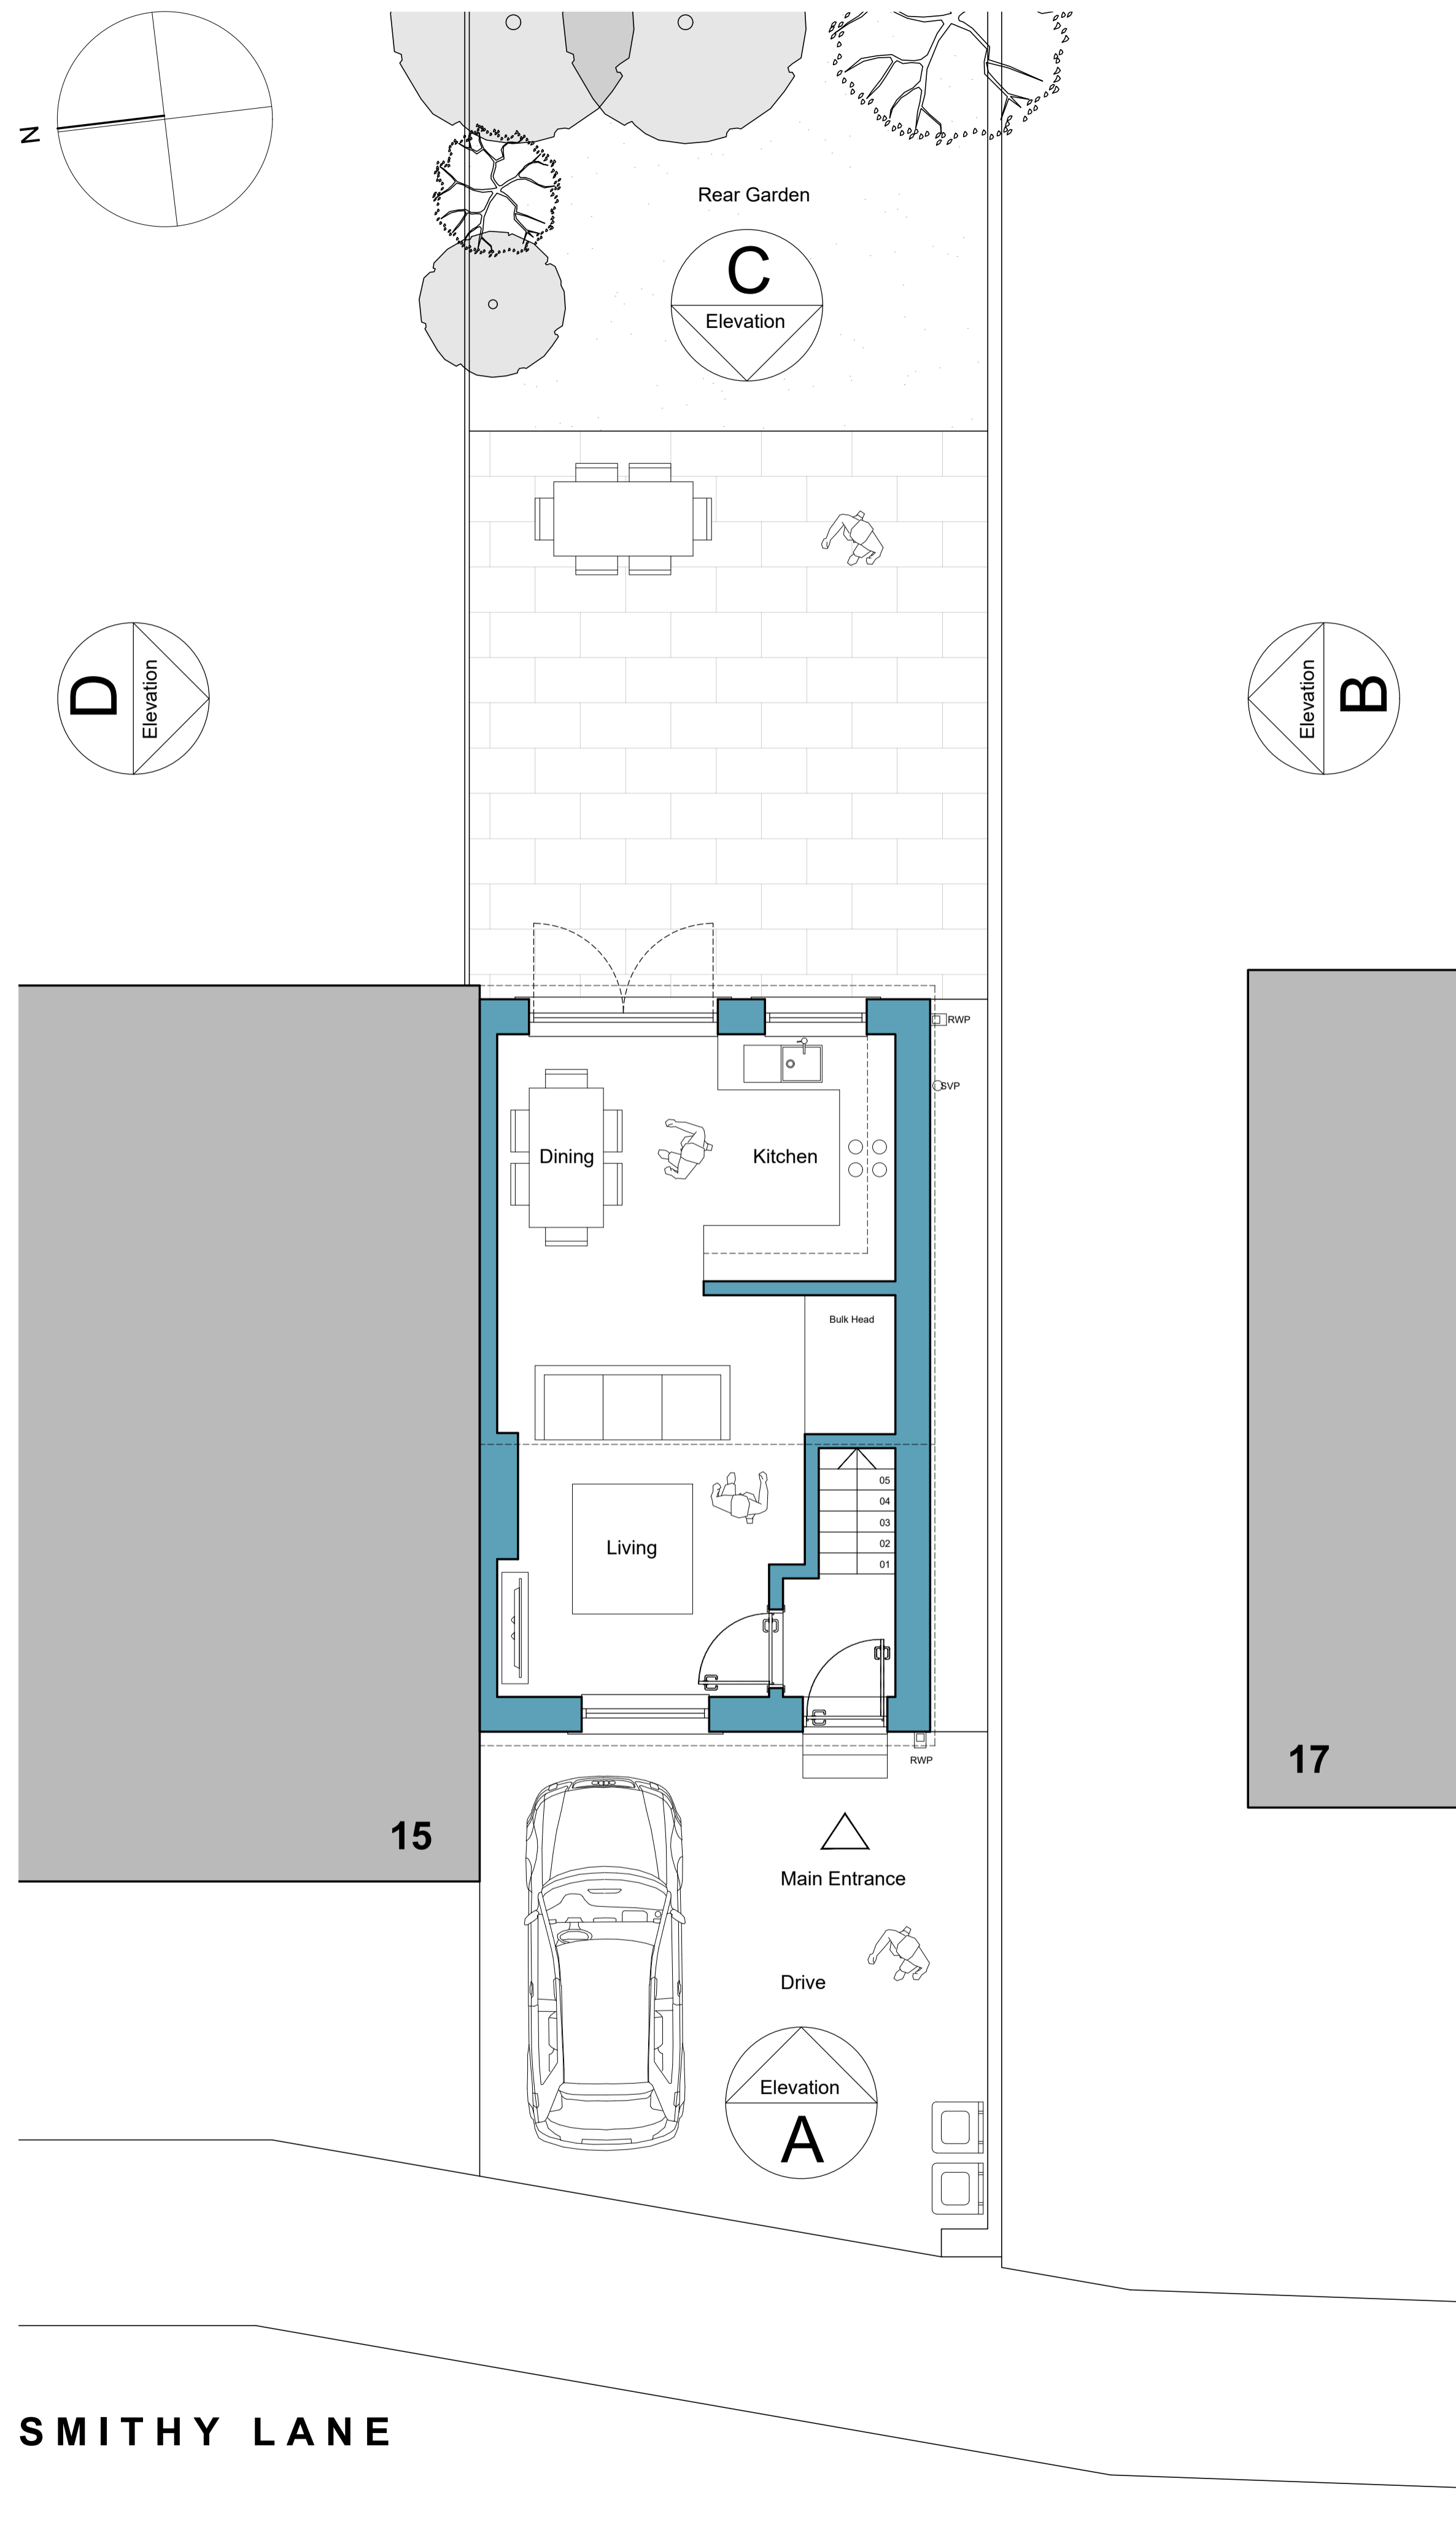 N
Rear Garden
C
Elevation
D
Elevation
Elevation
B
RWP
SVP
Dining
Kitchen
Bulk Head
05
04
03
02
01
Living
RWP
17
15
Main Entrance
Drive
Elevation
A
SMITHY LANE